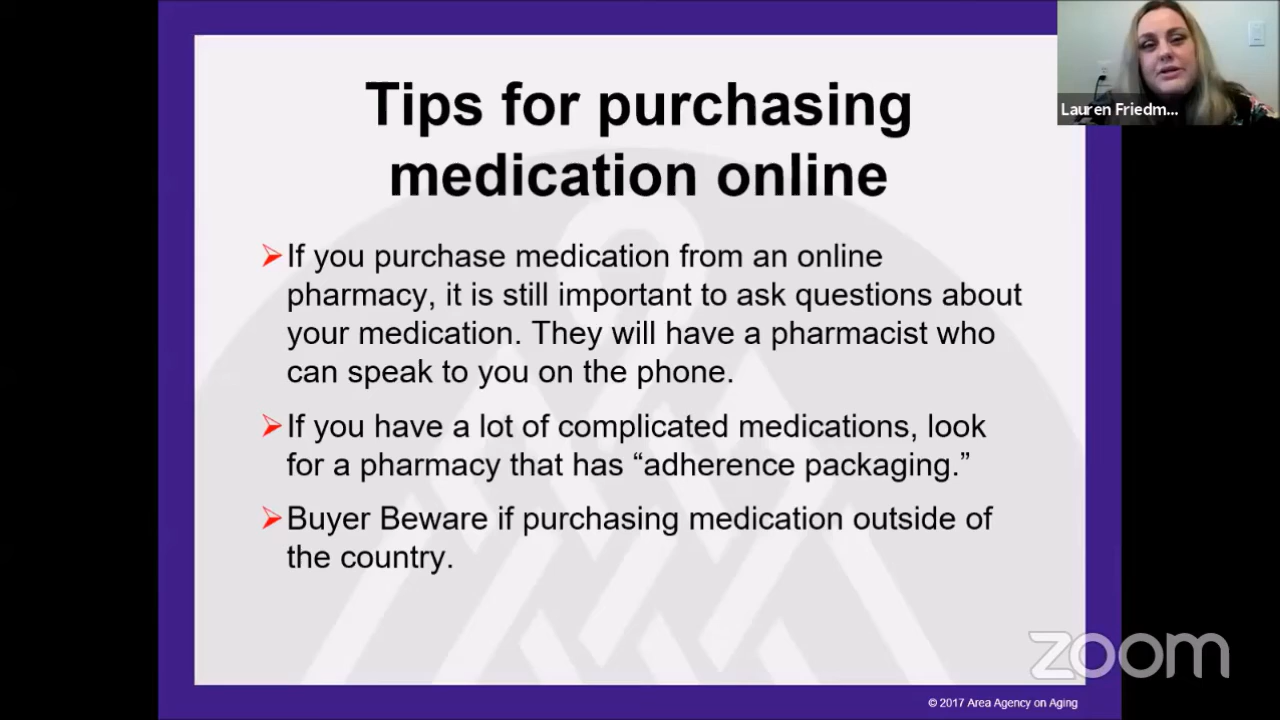 Tips for purchasing
medication online
Lauren Friedm...
➢If you purchase medication from an online
pharmacy, it is still important to ask questions about
your medication. They will have a pharmacist who
can speak to you on the phone.
➢If you have a lot of complicated medications, look
for a pharmacy that has “adherence packaging.”
➢Buyer Beware if purchasing medication outside of
the country.
zoom
© 2017 Area Agency on Aging